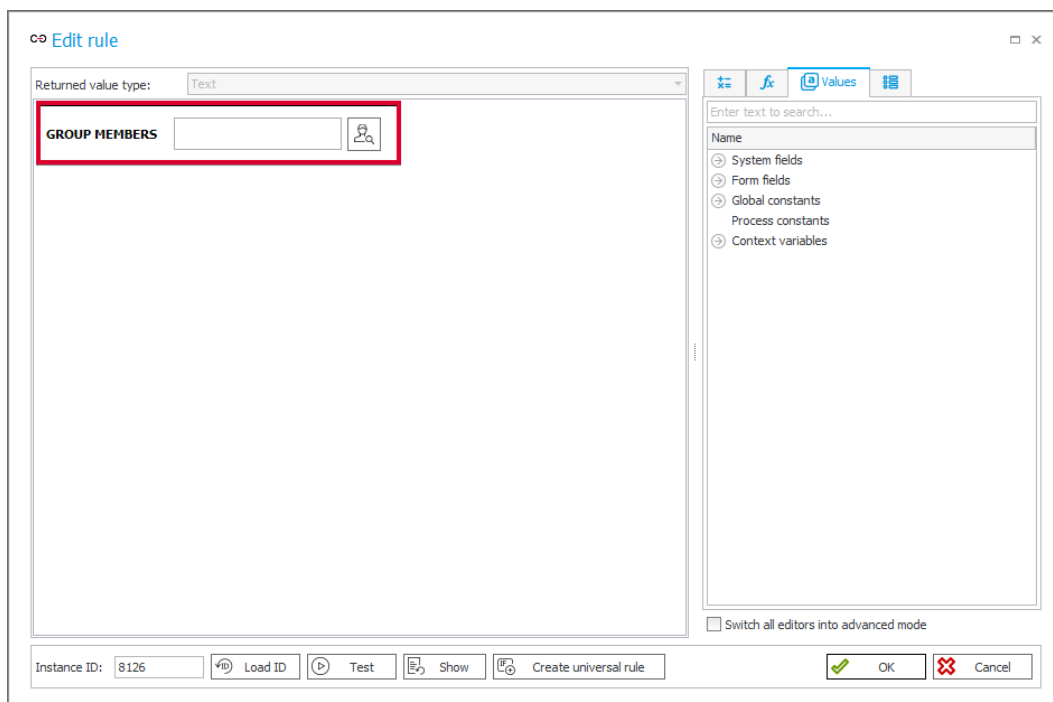 Edit rule
Returned value type: Text
GROUP MEMBERS
fx Values
Enter text to search...
Name
System fields
Form fields
Global constants
Process constants
Context variables
Switch all editors into advanced mode
Instance ID: 8126 Load ID Test Show Create universal rule OK Cancel